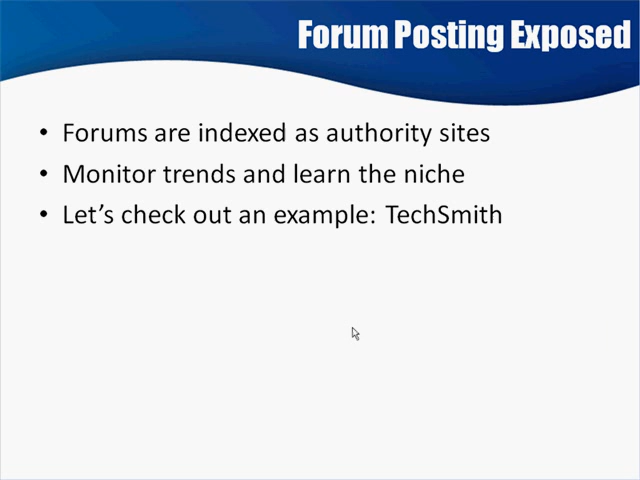 Forum Posting Exposed
• Forums are indexed as authority sites
• Monitor trends and learn the niche
• Let’s check out an example: TechSmith